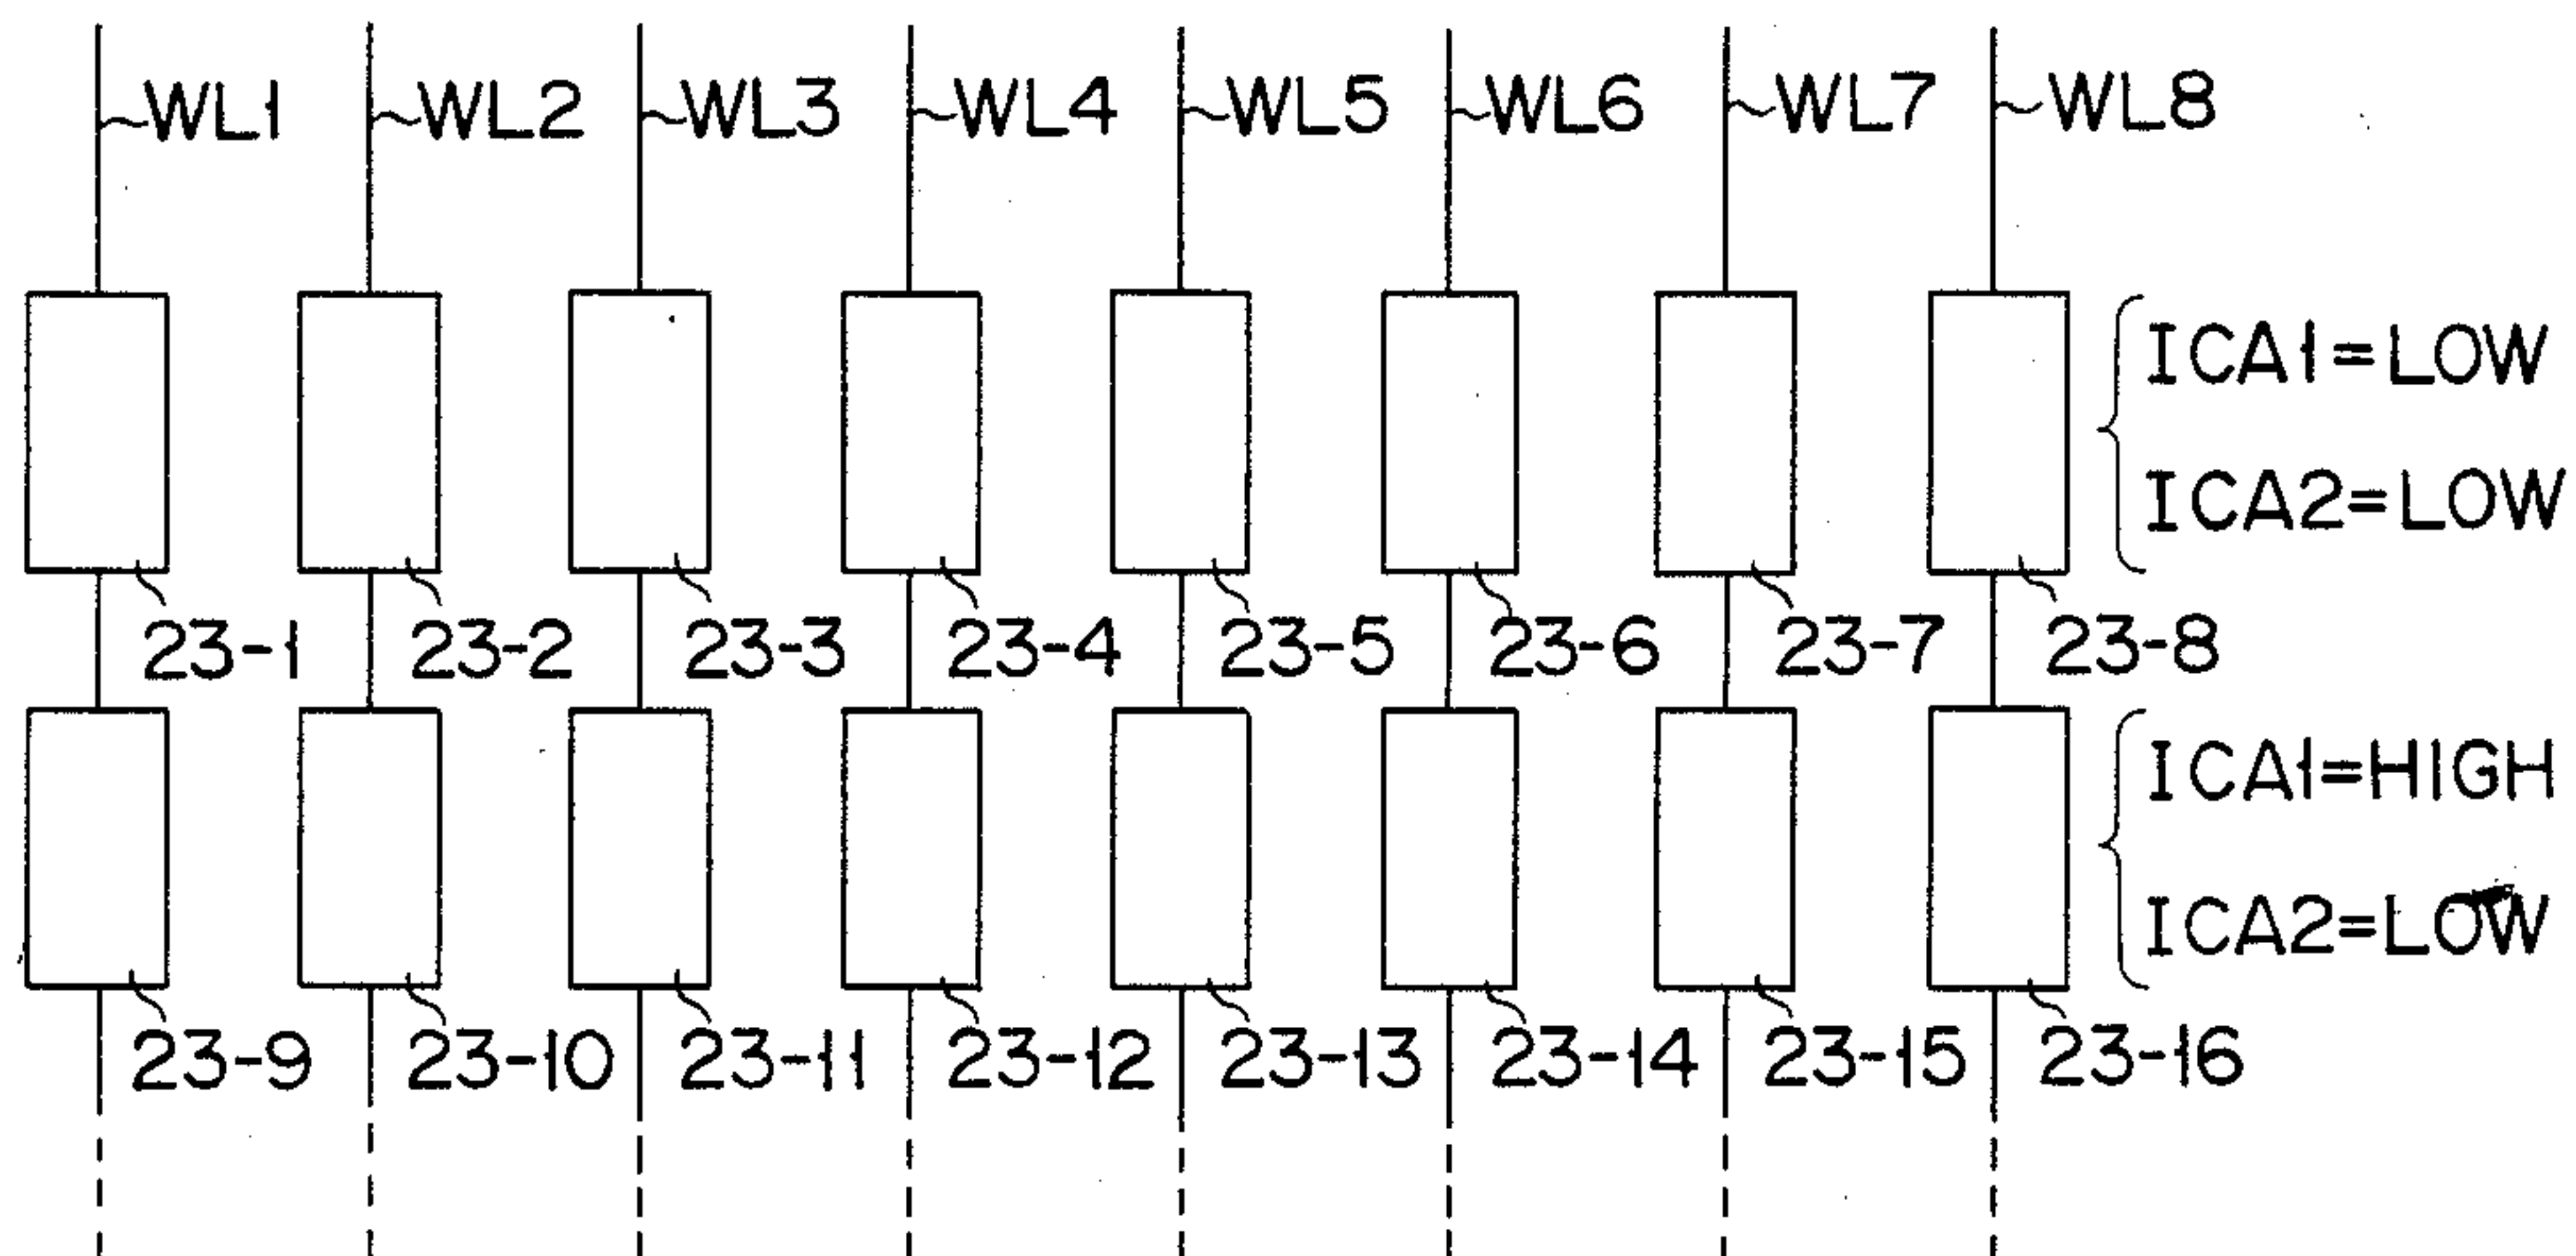 WL1 WL2 WL3 WL4 WL5 WL6 WL7 WL8
ICA1=LOW
ICA2=LOW
23-1 23-2 23-3 23-4 23-5 23-6 23-7 23-8
ICA1=HIGH
ICA2=LOW
23-9 23-10 23-11 23-12 23-13 23-14 23-15 23-16